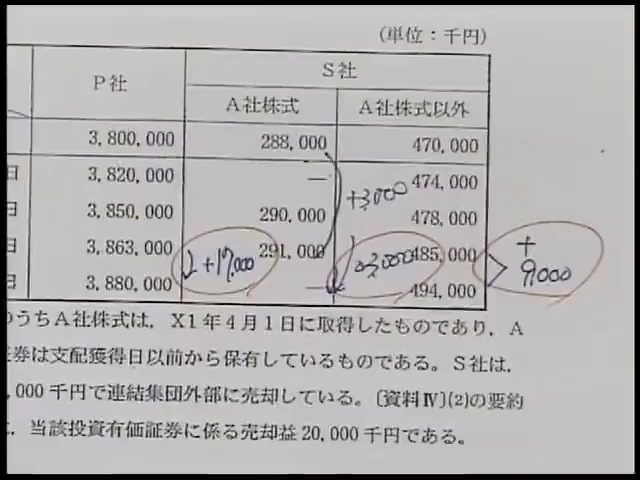 (単位：千円)
S社
P社
A社株式 A社株式以外
3,800,000 288,000 470,000
日 3,820,000 — +3,000 474,000
日 3,850,000 290,000 478,000
日 3,863,000 291,000 485,000 +
日 3,880,000 +17,000 — 494,000 9,000
のうちA社株式は，X1年4月1日に取得したものであり，A
券は支配獲得日以前から保有しているものである。S社は，
,000千円で連結集団外部に売却している。〔資料Ⅳ〕(2)の要約
当該投資有価証券に係る売却益20,000千円である。